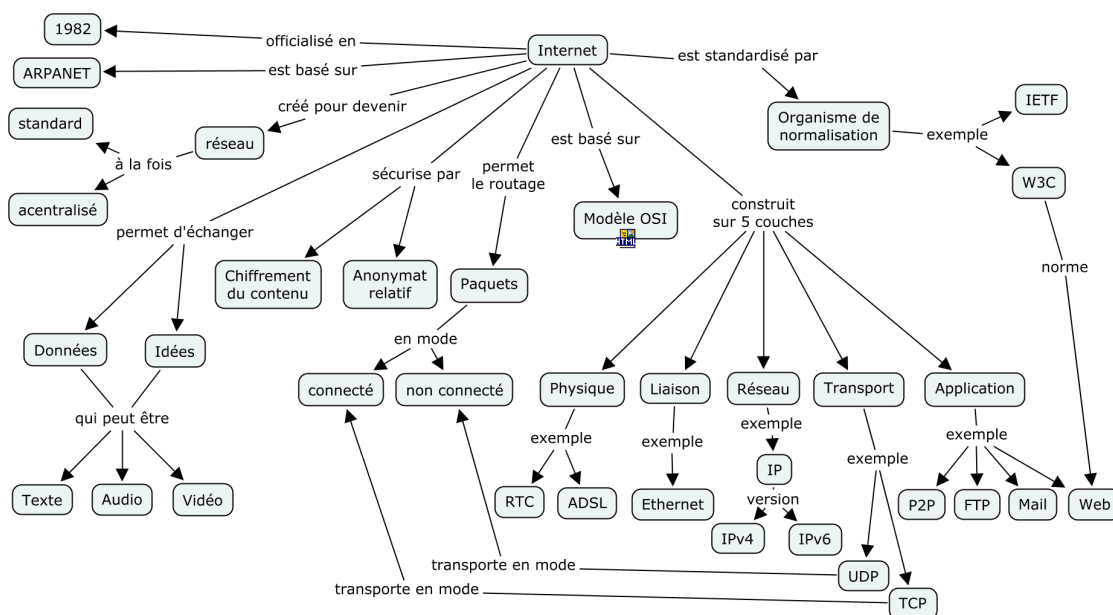 1982
officialisé en
Internet
est standardisé par
ARPANET
est basé sur
IETF
créé pour devenir
Organisme de
normalisation
exemple
standard
réseau
est basé sur
à la fois
permet
le routage
sécurise par
W3C
acentralisé
construit
sur 5 couches
Modèle OSI
HTML
permet d'échanger
Chiffrement
du contenu
Anonymat
relatif
Paquets
norme
Données
Idées
en mode
connecté
non connecté
Physique
Liaison
Réseau
Transport
Application
qui peut être
exemple
exemple
exemple
exemple
exemple
IP
Texte
Audio
Vidéo
RTC
ADSL
Ethernet
version
P2P
FTP
Mail
Web
IPv4
IPv6
transporte en mode
UDP
transporte en mode
TCP